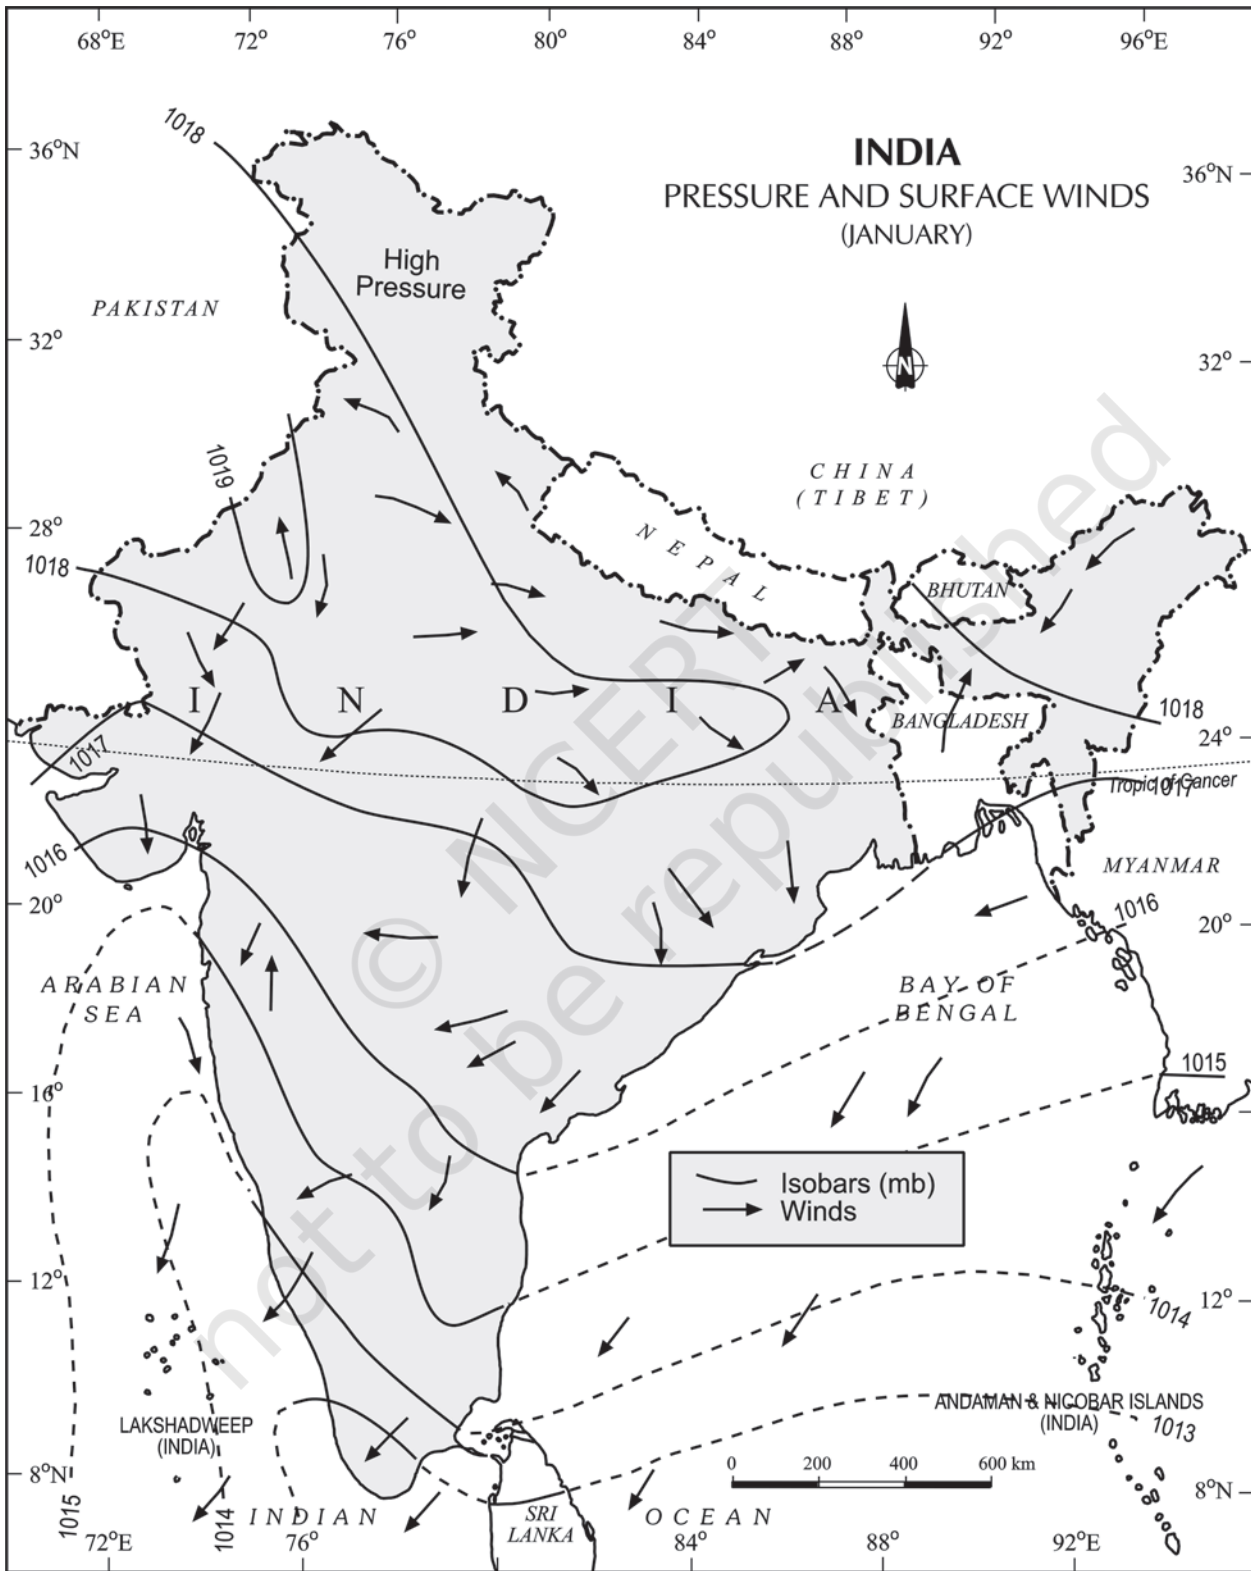 68°E 72° 76° 80° 84° 88° 92° 96°E
1018
36°N
INDIA
PRESSURE AND SURFACE WINDS
(JANUARY)
36°N
High
Pressure
PAKISTAN
32°
N
32°
1019
CHINA
(TIBET)
28°
NEPAL
1018
BHUTAN
INDIA
BANGLADESH
1018
24°
1017
Tropic of Cancer
1017
1016
MYANMAR
20°
1016
20°
ARABIAN
SEA
BAY OF
BENGAL
1015
16°
Isobars (mb)
Winds
12°
12°
1014
ANDAMAN & NICOBAR ISLANDS
(INDIA)
1013
LAKSHADWEEP
(INDIA)
0 200 400 600 km
8°N
8°N
1015
1014
INDIAN
SRI
LANKA
OCEAN
72°E 76° 84° 88° 92°E
© NCERT
not to be republished